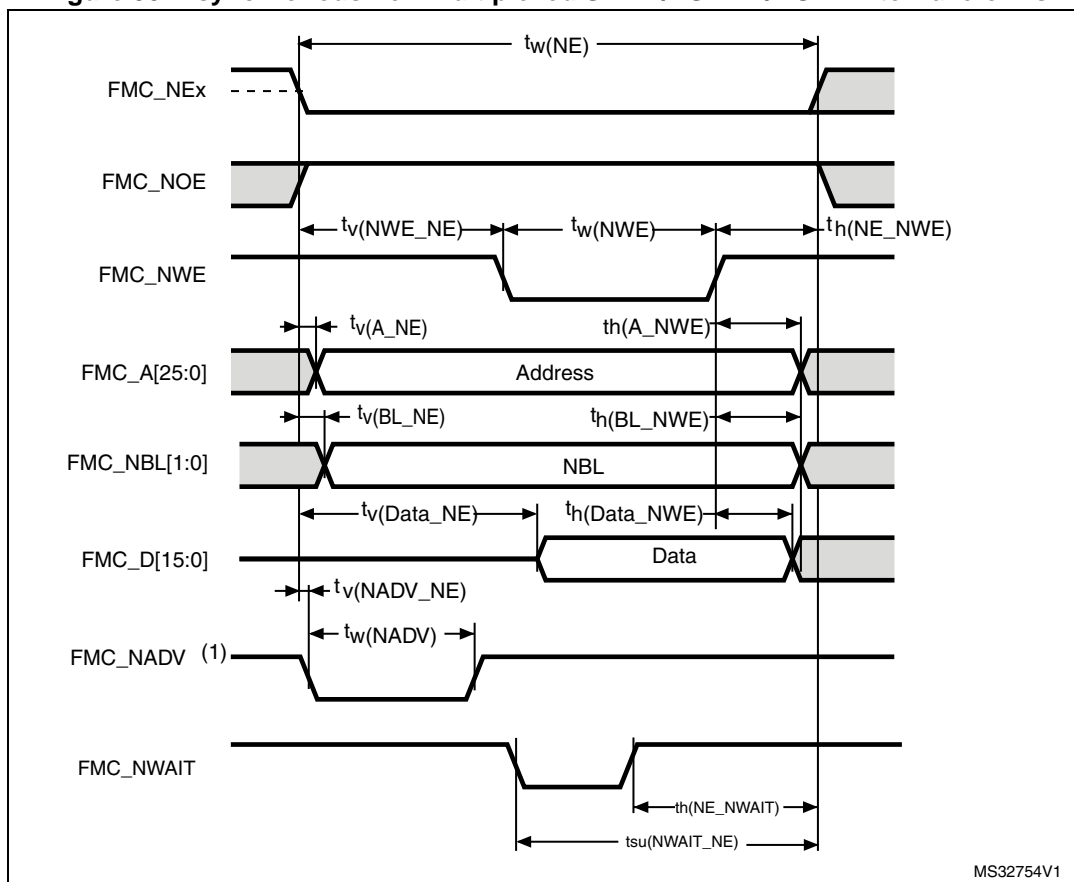 tw(NE)
FMC_NEx
FMC_NOE
tv(NWE_NE)
tw(NWE)
th(NE_NWE)
FMC_NWE
tv(A_NE)
th(A_NWE)
FMC_A[25:0]
Address
tv(BL_NE)
th(BL_NWE)
FMC_NBL[1:0]
NBL
tv(Data_NE)
th(Data_NWE)
FMC_D[15:0]
Data
tv(NADV_NE)
tw(NADV)
FMC_NADV (1)
FMC_NWAIT
th(NE_NWAIT)
tsu(NWAIT_NE)
MS32754V1